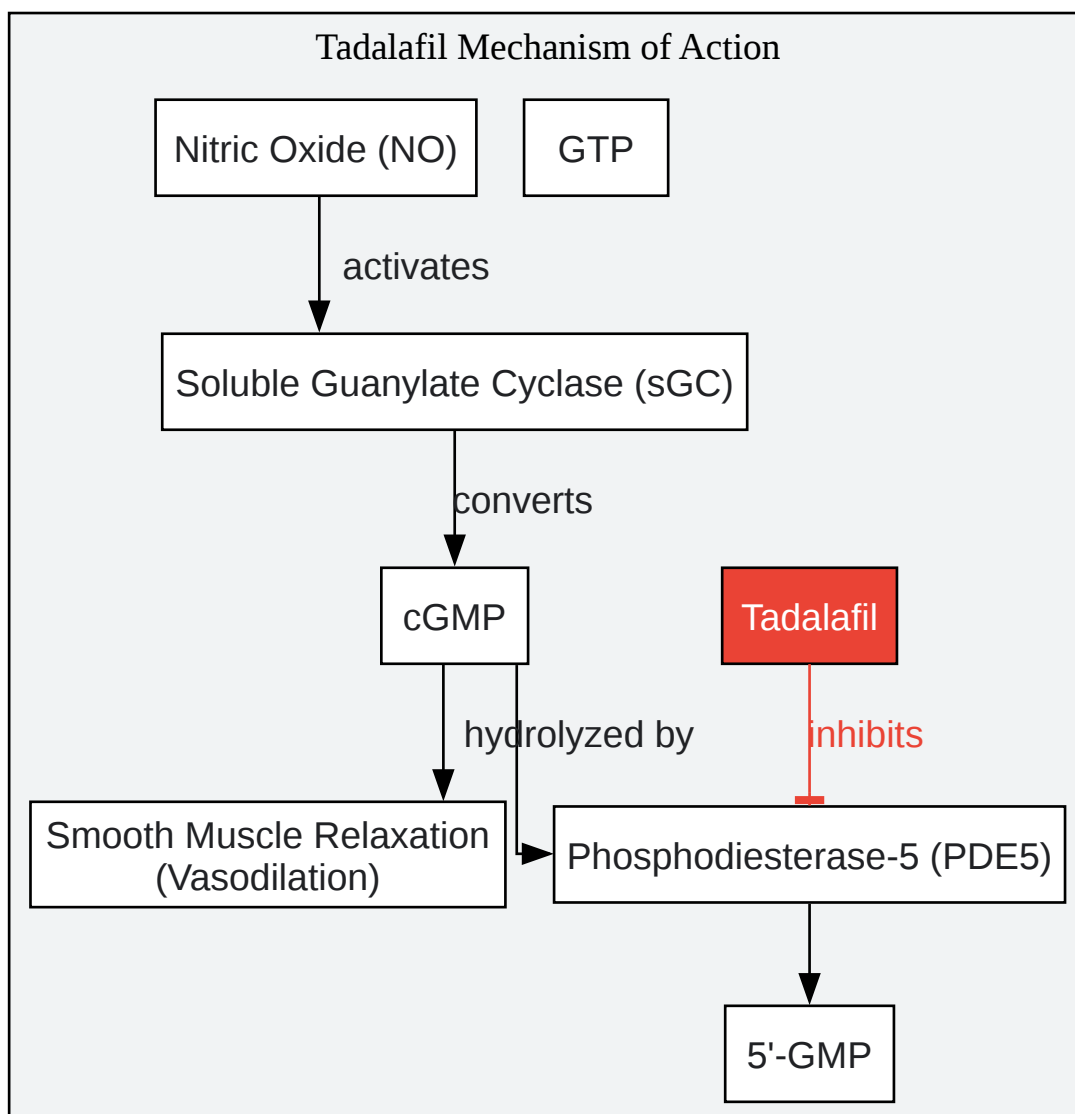 Tadalafil Mechanism of Action
Nitric Oxide (NO)
GTP
activates
Soluble Guanylate Cyclase (sGC)
converts
cGMP
Tadalafil
hydrolyzed by
inhibits
Smooth Muscle Relaxation
(Vasodilation)
Phosphodiesterase-5 (PDE5)
5'-GMP